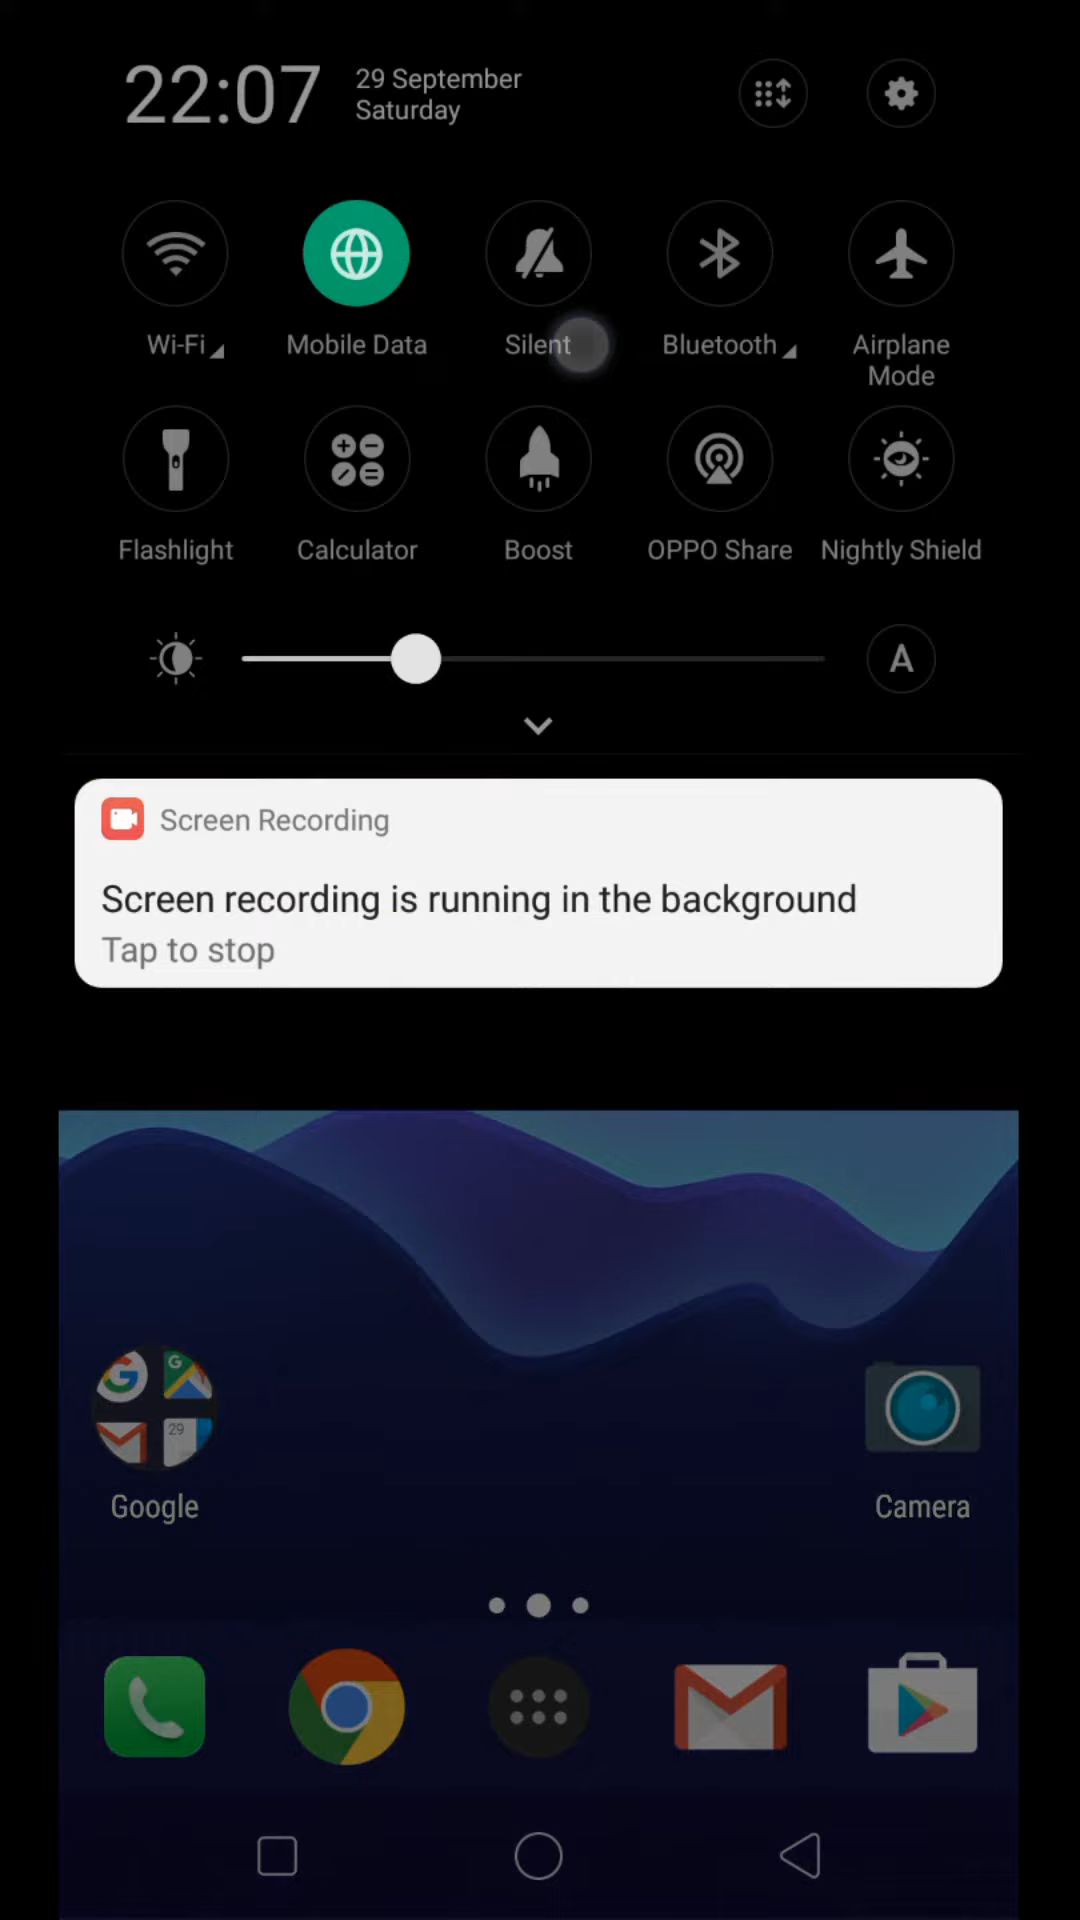 22:07
29 September
Saturday
Wi-Fi
Mobile Data
Silent
Bluetooth
Airplane
Mode
Flashlight
Calculator
Boost
OPPO Share
Nightly Shield
A
Screen Recording
Screen recording is running in the background
Tap to stop
G
G
29
Google
Camera